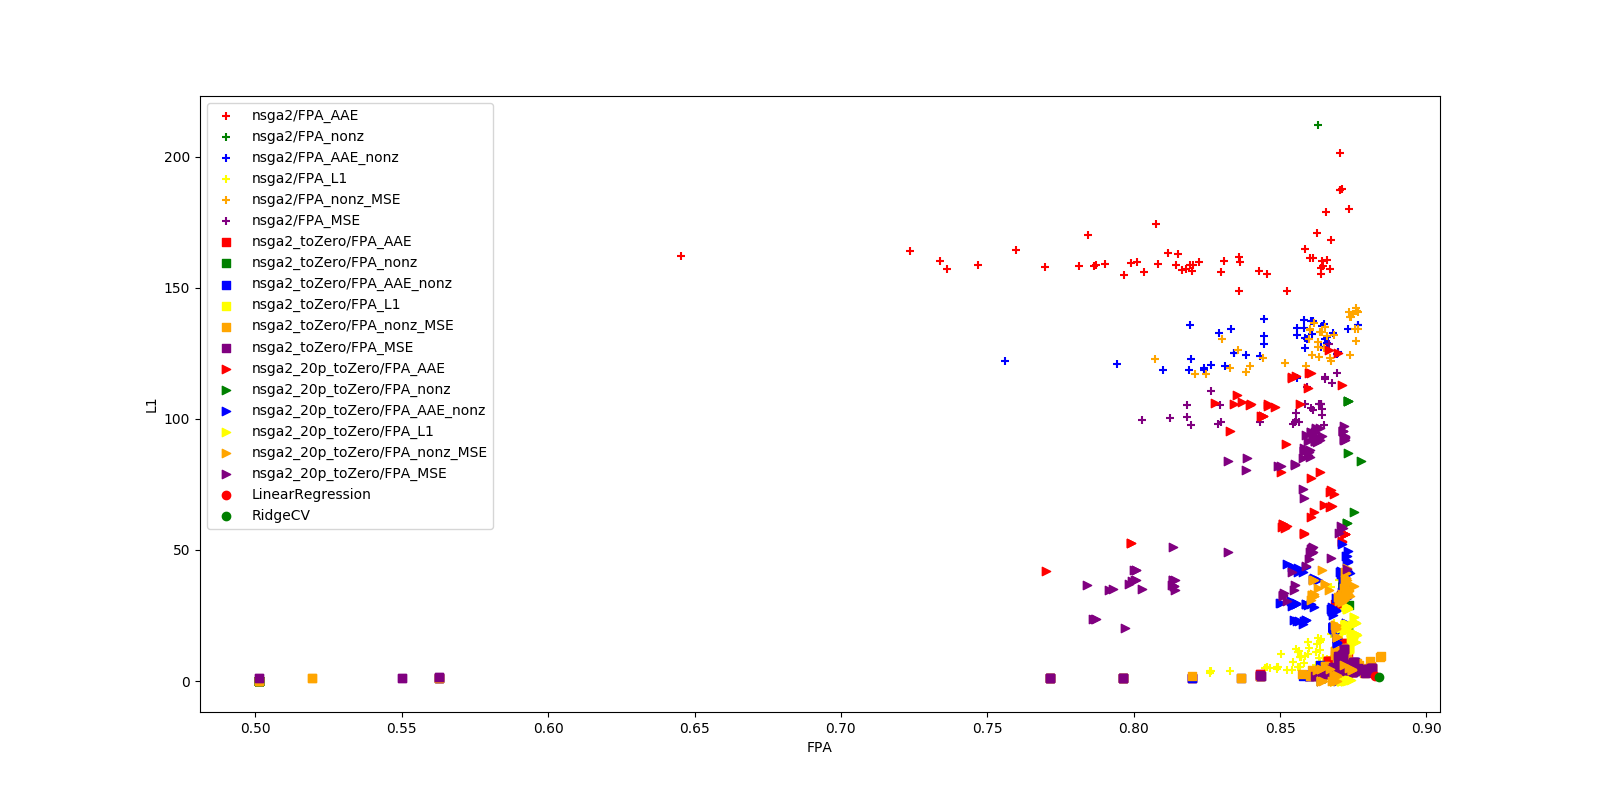 nsga2/FPA_AAE
nsga2/FPA_nonz
nsga2/FPA_AAE_nonz
nsga2/FPA_L1
nsga2/FPA_nonz_MSE
nsga2/FPA_MSE
nsga2_toZero/FPA_AAE
nsga2_toZero/FPA_nonz
nsga2_toZero/FPA_AAE_nonz
nsga2_toZero/FPA_L1
nsga2_toZero/FPA_nonz_MSE
nsga2_toZero/FPA_MSE
nsga2_20p_toZero/FPA_AAE
nsga2_20p_toZero/FPA_nonz
nsga2_20p_toZero/FPA_AAE_nonz
nsga2_20p_toZero/FPA_L1
nsga2_20p_toZero/FPA_nonz_MSE
nsga2_20p_toZero/FPA_MSE
LinearRegression
RidgeCV
200
150
100
50
0
L1
0.50 0.55 0.60 0.65 0.70 0.75 0.80 0.85 0.90
FPA